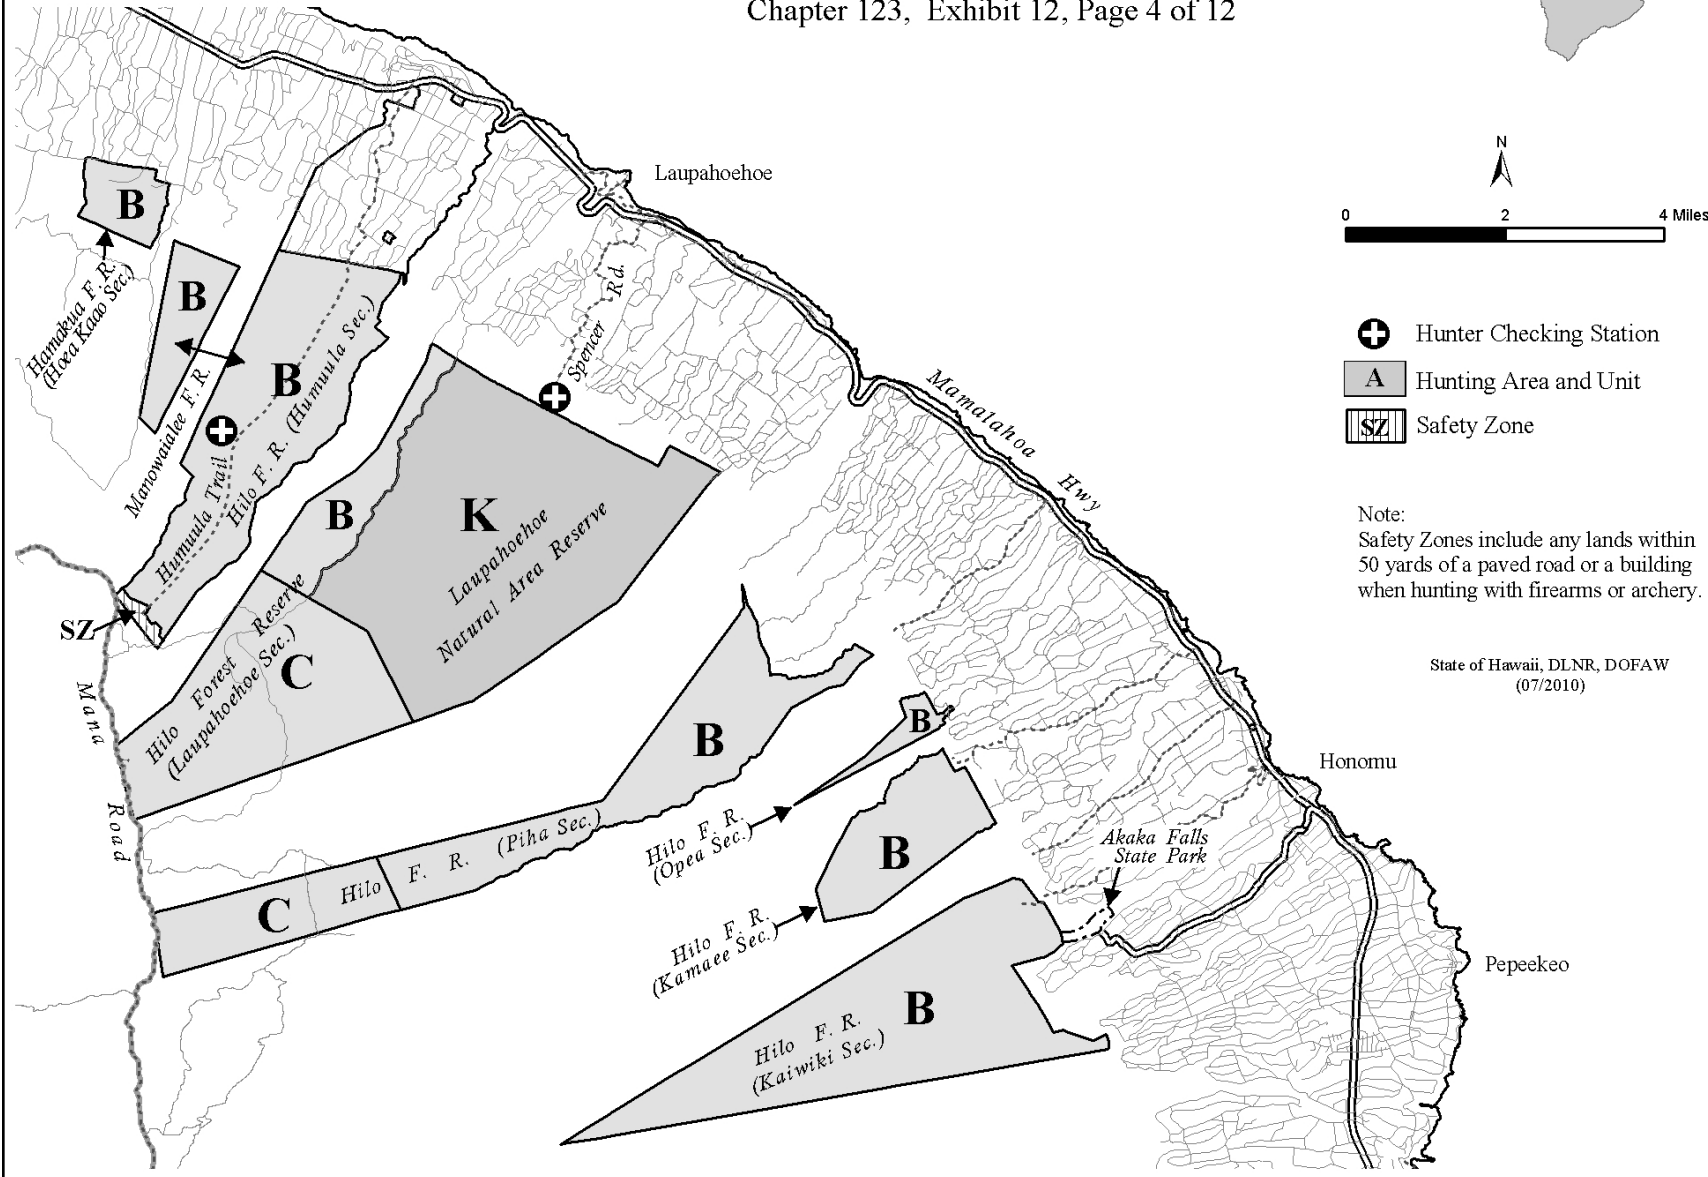 Chapter 123, Exhibit 12, Page 4 of 12
Laupahoehoe
N
0 2 4 Miles
B
Hamakua F. R.
(Hoea Kaao Sec.)
B
Manowaialee F. R.
B
Humuula Trail
Hilo F. R. (Humuula Sec.)
Spencer Rd.
Hunter Checking Station
A Hunting Area and Unit
SZ Safety Zone
Mamalahoa Hwy
B
K
Laupahoehoe
Natural Area Reserve
Note:
Safety Zones include any lands within
50 yards of a paved road or a building
when hunting with firearms or archery.
SZ
Hilo Forest Reserve
(Laupahoehoe Sec.)
C
State of Hawaii, DLNR, DOFAW
(07/2010)
Mana Road
B
B
Honomu
Hilo F. R. (Piha Sec.)
C
Hilo F. R.
(Opea Sec.)
B
Akaka Falls
State Park
Hilo F. R.
(Kamaee Sec.)
Pepeekeo
B
Hilo F. R.
(Kaiwiki Sec.)